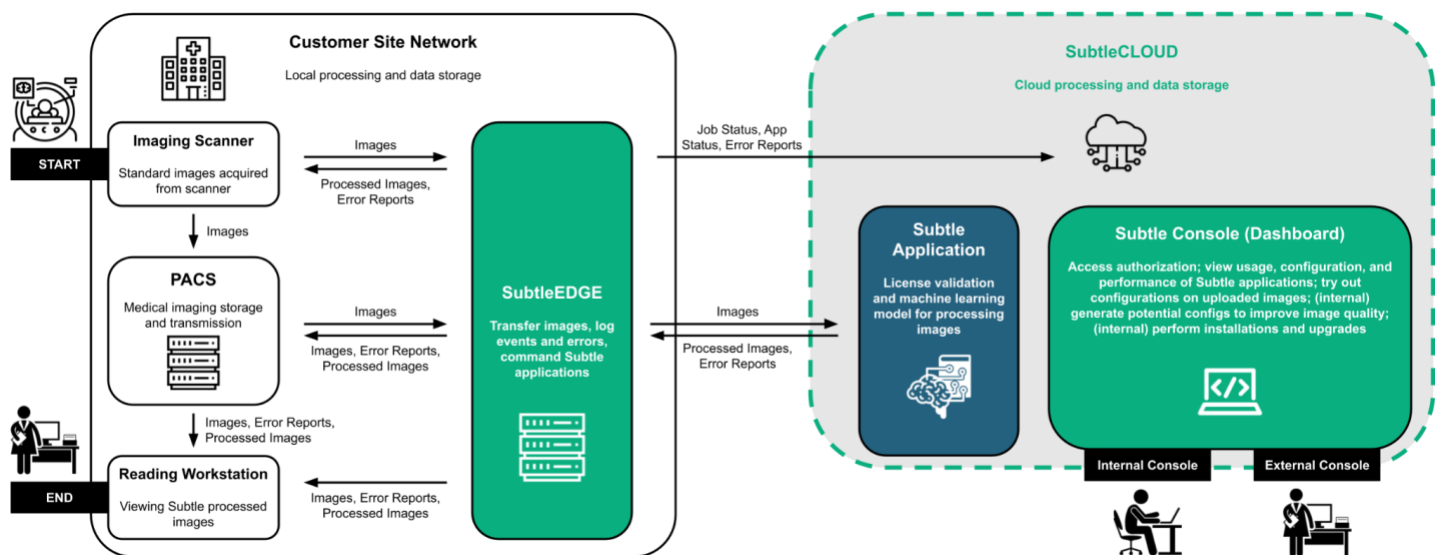 Customer Site Network
Local processing and data storage
START
Imaging Scanner
Standard images acquired
from scanner
Images
Processed Images,
Error Reports
Images
PACS
Medical imaging storage
and transmission
Images
Images, Error Reports,
Processed Images
Images, Error Reports,
Processed Images
END
Reading Workstation
Viewing Subtle processed
images
Images, Error Reports,
Processed Images
SubtleEDGE
Transfer images, log
events and errors,
command Subtle
applications
Job Status, App
Status, Error Reports
Images
Processed Images,
Error Reports
SubtleCLOUD
Cloud processing and data storage
Subtle
Application
License validation
and machine learning
model for processing
images
Subtle Console (Dashboard)
Access authorization; view usage, configuration, and
performance of Subtle applications; try out
configurations on uploaded images; (internal)
generate potential configs to improve image quality;
(internal) perform installations and upgrades
</>
Internal Console
External Console